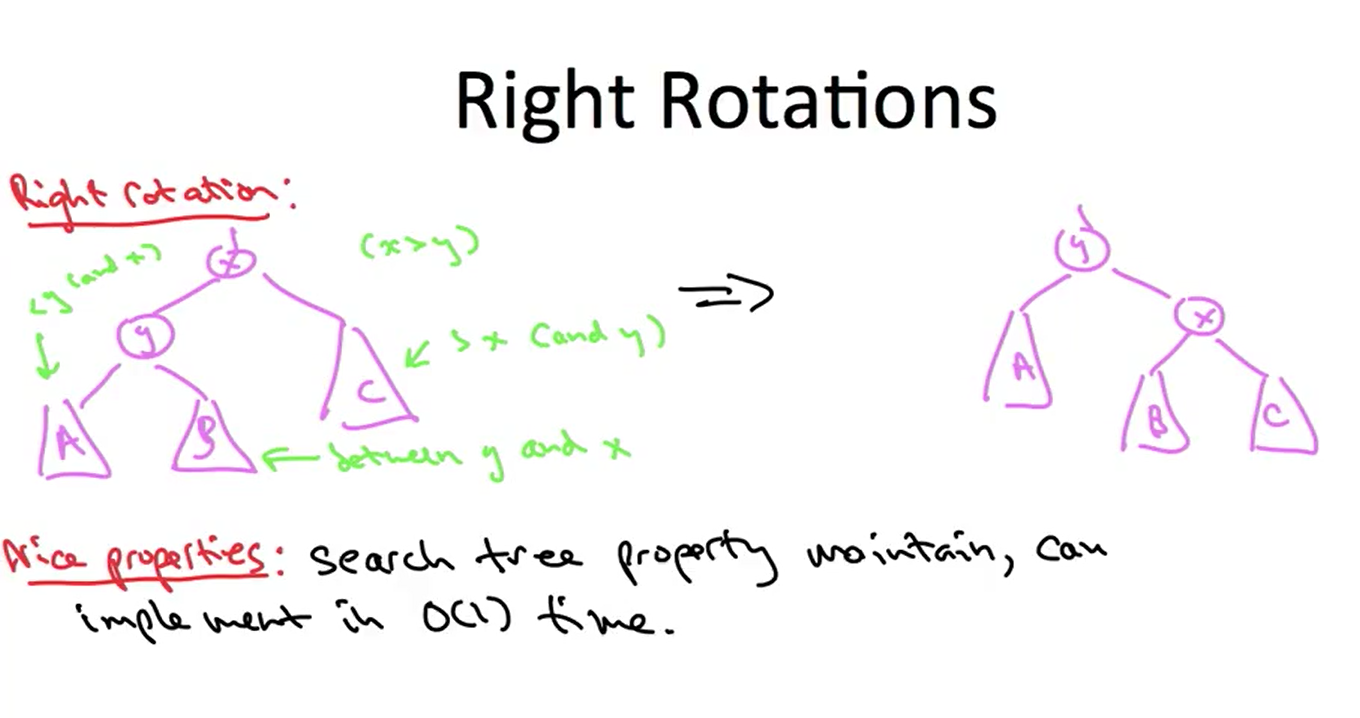 Right Rotations
Right rotation:
(x>y)
<y (and x)
x
y
> x (and y)
C
A
B
between y and x
y
x
A
B
C
Nice properties: search tree property maintain, can
implement in O(1) time.